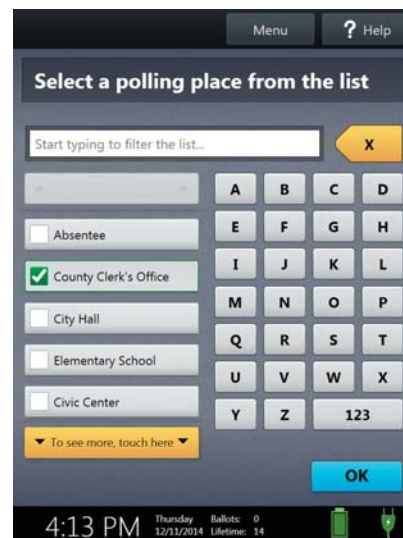 Menu
? Help
Select a polling place from the list
Start typing to filter the list...
X
A B C D
Absentee
E F G H
County Clerk's Office
I J K L
City Hall
M N O P
Elementary School
Q R S T
Civic Center
U V W X
Y Z 123
To see more, touch here
OK
4:13 PM
Thursday Ballots: 0
12/11/2014 Lifetime: 14